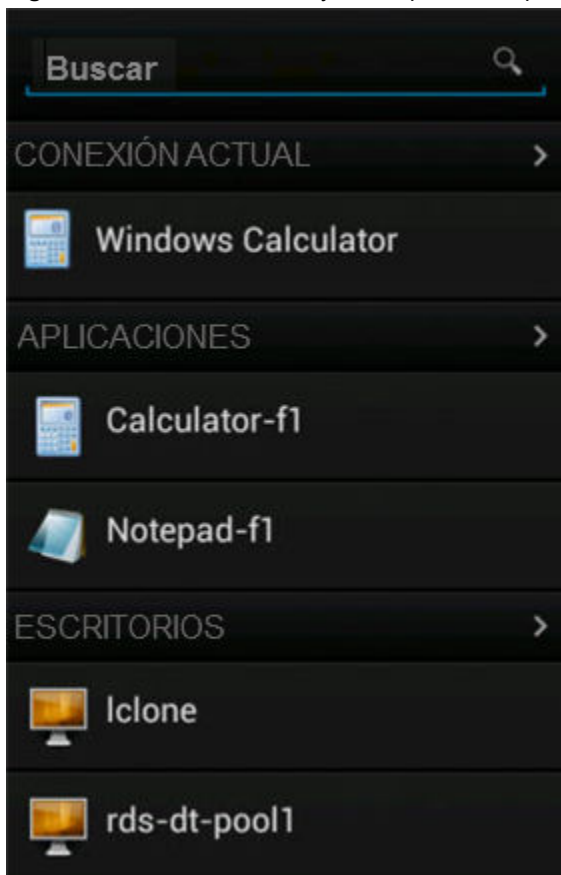 Buscar
CONEXIÓN ACTUAL
Windows Calculator
APLICACIONES
Calculator-f1
Notepad-f1
ESCRITORIOS
lclone
rds-dt-pool1